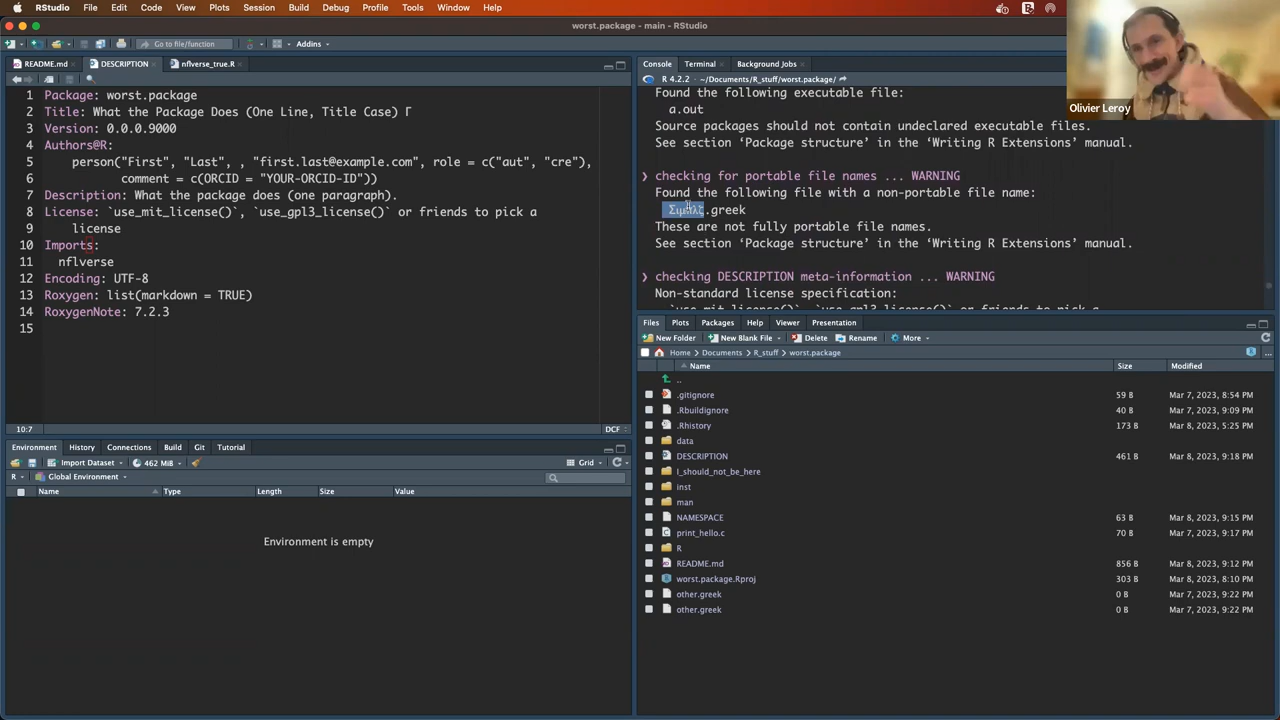 RStudio File Edit Code View Plots Session Build Debug Profile Tools Window Help
worst.package - main - RStudio
Go to file/function Addins
README.md DESCRIPTION nflverse_true.R
1 Package: worst.package
2 Title: What the Package Does (One Line, Title Case) Γ
3 Version: 0.0.0.9000
4 Authors@R:
5 person("First", "Last", , "first.last@example.com", role = c("aut", "cre"),
6 comment = c(ORCID = "YOUR-ORCID-ID"))
7 Description: What the package does (one paragraph).
8 License: `use_mit_license()`, `use_gpl3_license()` or friends to pick a
9 license
10 Imports:
11 nflverse
12 Encoding: UTF-8
13 Roxygen: list(markdown = TRUE)
14 RoxygenNote: 7.2.3
15
10:7 DCF
Environment History Connections Build Git Tutorial
Import Dataset 462 MiB Grid
R Global Environment
Name Type Length Size Value
Environment is empty
Console Terminal Background Jobs
R 4.2.2 · ~/Documents/R_stuff/worst.package/
Found the following executable file:
a.out
Source packages should not contain undeclared executable files.
See section ‘Package structure’ in the ‘Writing R Extensions’ manual.
❯ checking for portable file names ... WARNING
Found the following file with a non-portable file name:
.greek
These are not fully portable file names.
See section ‘Package structure’ in the ‘Writing R Extensions’ manual.
❯ checking DESCRIPTION meta-information ... WARNING
Non-standard license specification:
`use_mit_license()`, `use_gpl3_license()` or friends to pick a
Olivier Leroy
Files Plots Packages Help Viewer Presentation
New Folder New Blank File Delete Rename More
Home Documents R_stuff worst.package
Name Size Modified
..
.gitignore 59 B Mar 7, 2023, 8:54 PM
.Rbuildignore 40 B Mar 7, 2023, 9:09 PM
.Rhistory 173 B Mar 8, 2023, 5:25 PM
data
DESCRIPTION 461 B Mar 8, 2023, 9:18 PM
I_should_not_be_here
inst
man
NAMESPACE 63 B Mar 8, 2023, 9:15 PM
print_hello.c 70 B Mar 8, 2023, 9:17 PM
R
README.md 856 B Mar 8, 2023, 9:12 PM
worst.package.Rproj 303 B Mar 8, 2023, 8:10 PM
other.greek 0 B Mar 7, 2023, 9:22 PM
other.greek 0 B Mar 7, 2023, 9:22 PM